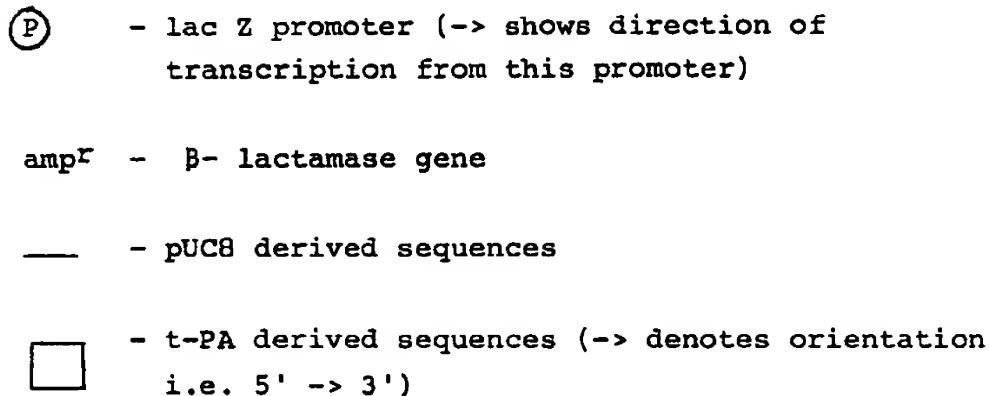 P - lac Z promoter (-> shows direction of
transcription from this promoter)
ampr - β- lactamase gene
- pUC8 derived sequences
- t-PA derived sequences (-> denotes orientation
i.e. 5' -> 3')